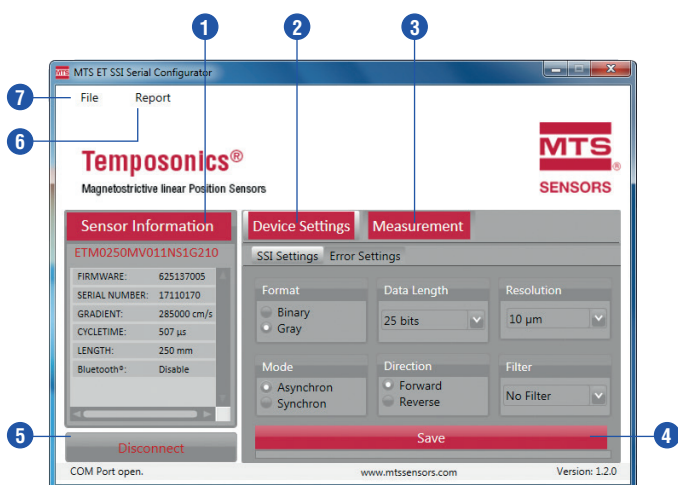 1
2
3
MTS MTS ET SSI Serial Configurator
7
File Report
6
Temposonics®
Magnetostrictive linear Position Sensors
MTS®
SENSORS
Sensor Information
ETM0250MV011NS1G210
FIRMWARE: 625137005
SERIAL NUMBER: 17110170
GRADIENT: 285000 cm/s
CYCLETIME: 507 µs
LENGTH: 250 mm
Bluetooth®: Disable
Device Settings Measurement
SSI Settings Error Settings
Format
Binary
Gray
Data Length
25 bits
Resolution
10 µm
Mode
Asynchron
Synchron
Direction
Forward
Reverse
Filter
No Filter
5
Disconnect
Save
4
COM Port open. www.mtssensors.com Version: 1.2.0